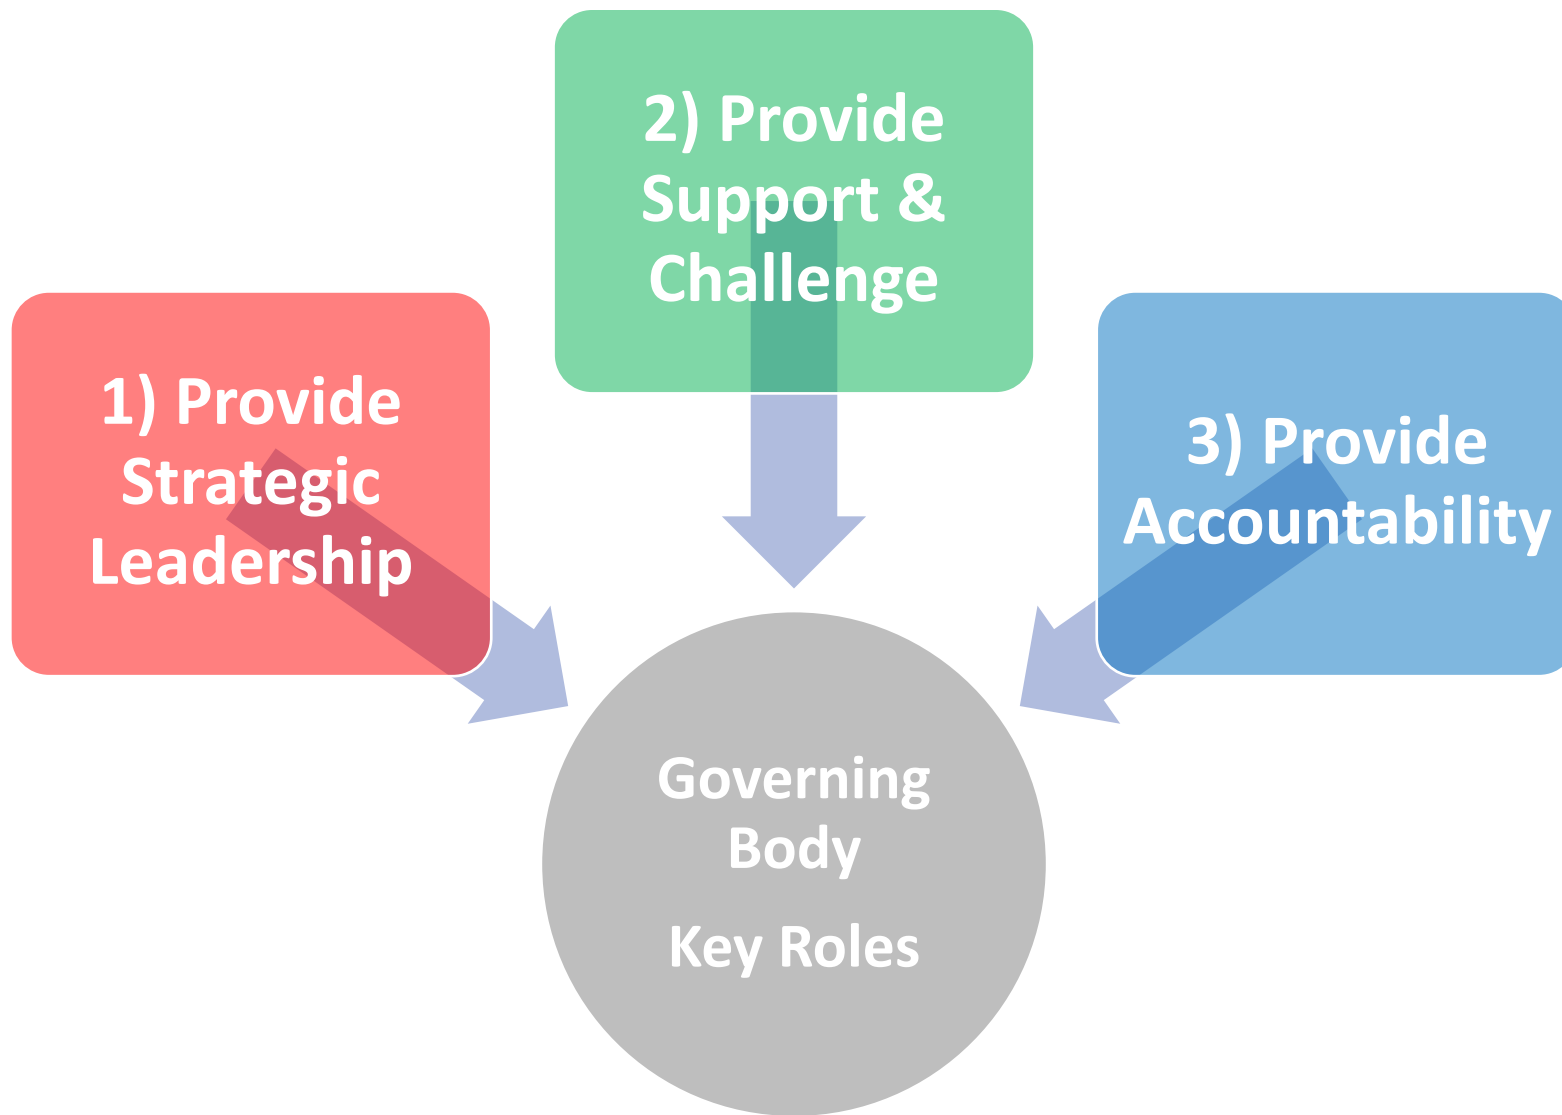 1) Provide
Strategic
Leadership
2) Provide
Support &
Challenge
3) Provide
Accountability
Governing
Body
Key Roles